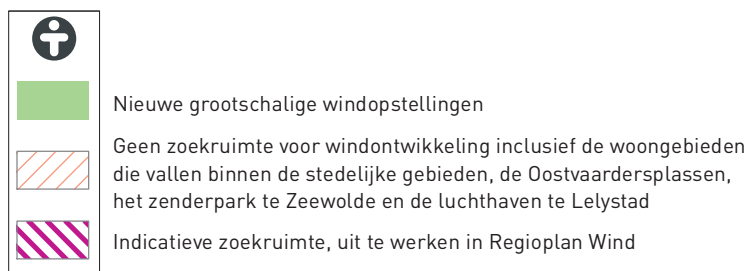 Nieuwe grootschalige windopstellingen
Geen zoekruimte voor windontwikkeling inclusief de woongebieden
die vallen binnen de stedelijke gebieden, de Oostvaardersplassen,
het zenderpark te Zeewolde en de luchthaven te Lelystad
Indicatieve zoekruimte, uit te werken in Regioplan Wind